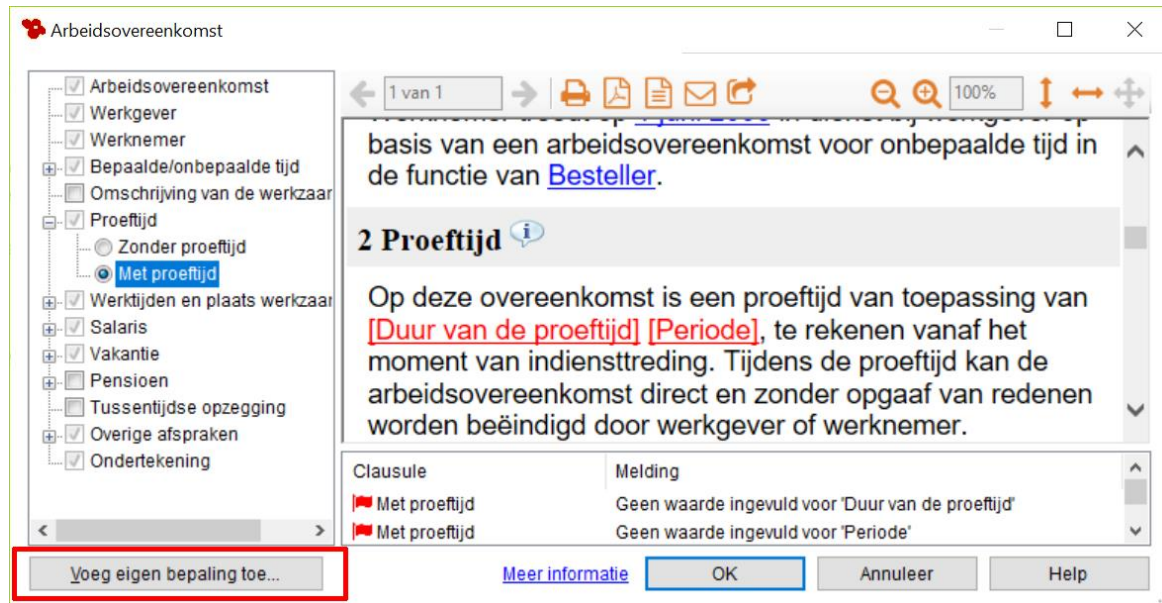 Arbeidsovereenkomst
Arbeidsovereenkomst
Werkgever
Werknemer
Bepaalde/onbepaalde tijd
Omschrijving van de werkzaar
Proeftijd
Zonder proeftijd
Met proeftijd
Werktijden en plaats werkzaar
Salaris
Vakantie
Pensioen
Tussentijdse opzegging
Overige afspraken
Ondertekening
1 van 1
100%
basis van een arbeidsovereenkomst voor onbepaalde tijd in
de functie van Besteller.
2 Proeftijd
Op deze overeenkomst is een proeftijd van toepassing van
[Duur van de proeftijd] [Periode], te rekenen vanaf het
moment van indiensttreding. Tijdens de proeftijd kan de
arbeidsovereenkomst direct en zonder opgaaf van redenen
worden beëindigd door werkgever of werknemer.
Clausule Melding
Met proeftijd Geen waarde ingevuld voor 'Duur van de proeftijd'
Met proeftijd Geen waarde ingevuld voor 'Periode'
Voeg eigen bepaling toe... Meer informatie OK Annuleer Help